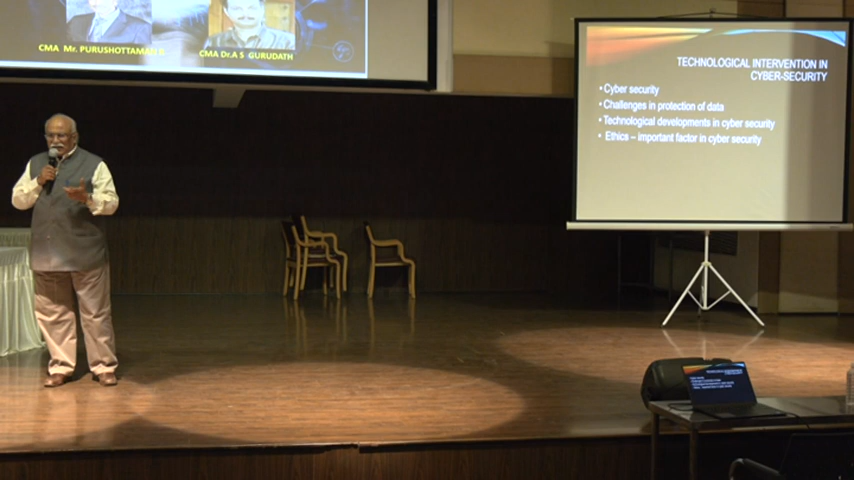 CMA Mr. PURUSHOTTAMAN R
CMA Dr.A S GURUDATH
TECHNOLOGICAL INTERVENTION IN
CYBER-SECURITY
• Cyber security
• Challenges in protection of data
• Technological developments in cyber security
• Ethics – important factor in cyber security